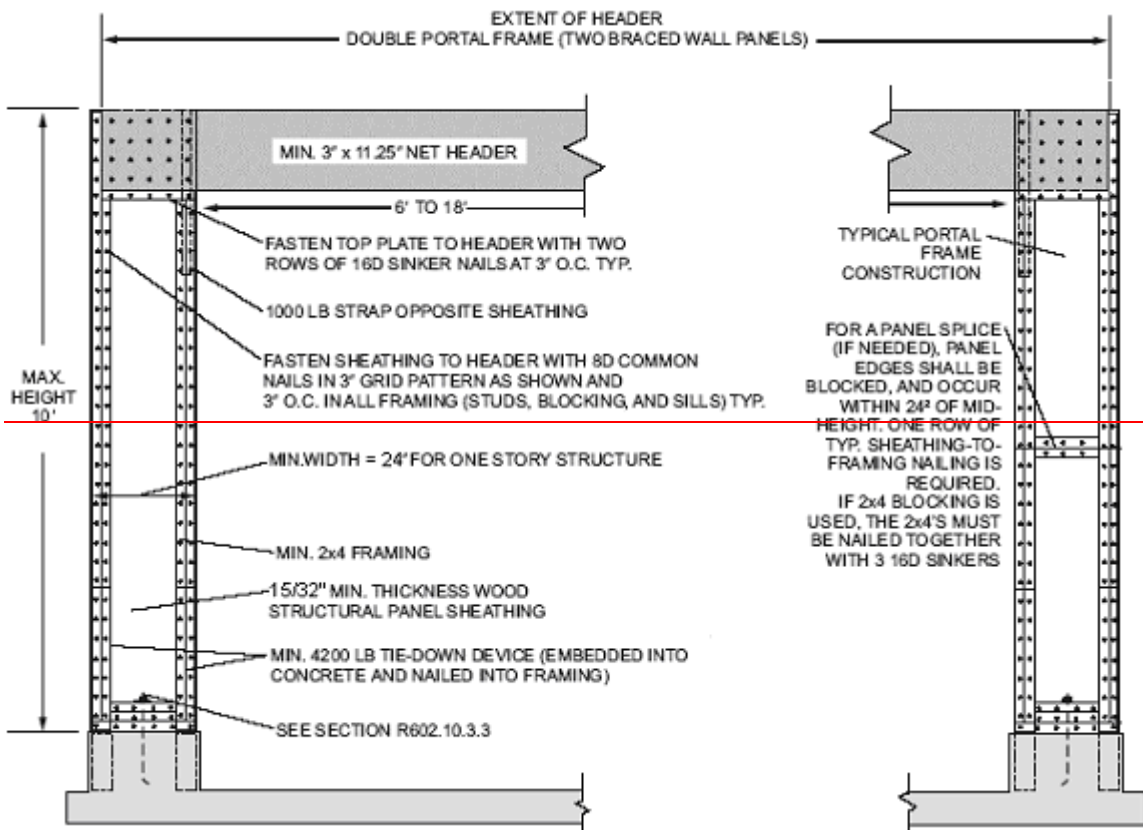 EXTENT OF HEADER
DOUBLE PORTAL FRAME (TWO BRACED WALL PANELS)
MIN. 3" x 11.25" NET HEADER
6' TO 18'
FASTEN TOP PLATE TO HEADER WITH TWO
ROWS OF 16D SINKER NAILS AT 3" O.C. TYP.
1000 LB STRAP OPPOSITE SHEATHING
FASTEN SHEATHING TO HEADER WITH 8D COMMON
NAILS IN 3" GRID PATTERN AS SHOWN AND
3" O.C. IN ALL FRAMING (STUDS, BLOCKING, AND SILLS) TYP.
MAX.
HEIGHT
10'
MIN.WIDTH = 24" FOR ONE STORY STRUCTURE
MIN. 2x4 FRAMING
15/32" MIN. THICKNESS WOOD
STRUCTURAL PANEL SHEATHING
MIN. 4200 LB TIE-DOWN DEVICE (EMBEDDED INTO
CONCRETE AND NAILED INTO FRAMING)
SEE SECTION R602.10.3.3
TYPICAL PORTAL
FRAME
CONSTRUCTION
FOR A PANEL SPLICE
(IF NEEDED), PANEL
EDGES SHALL BE
BLOCKED, AND OCCUR
WITHIN 24² OF MID-
HEIGHT. ONE ROW OF
TYP. SHEATHING-TO-
FRAMING NAILING IS
REQUIRED.
IF 2x4 BLOCKING IS
USED, THE 2x4'S MUST
BE NAILED TOGETHER
WITH 3 16D SINKERS